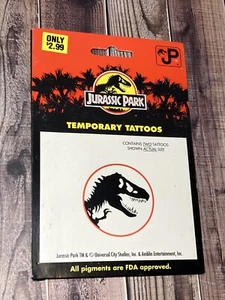 ONLY
$2.99
JP
JURASSIC PARK
TEMPORARY TATTOOS
CONTAINS TWO TATTOOS
SHOWN ACTUAL SIZE
Jurassic Park TM & © Universal City Studios, Inc. & Amblin Entertainment, Inc.
All pigments are FDA approved.